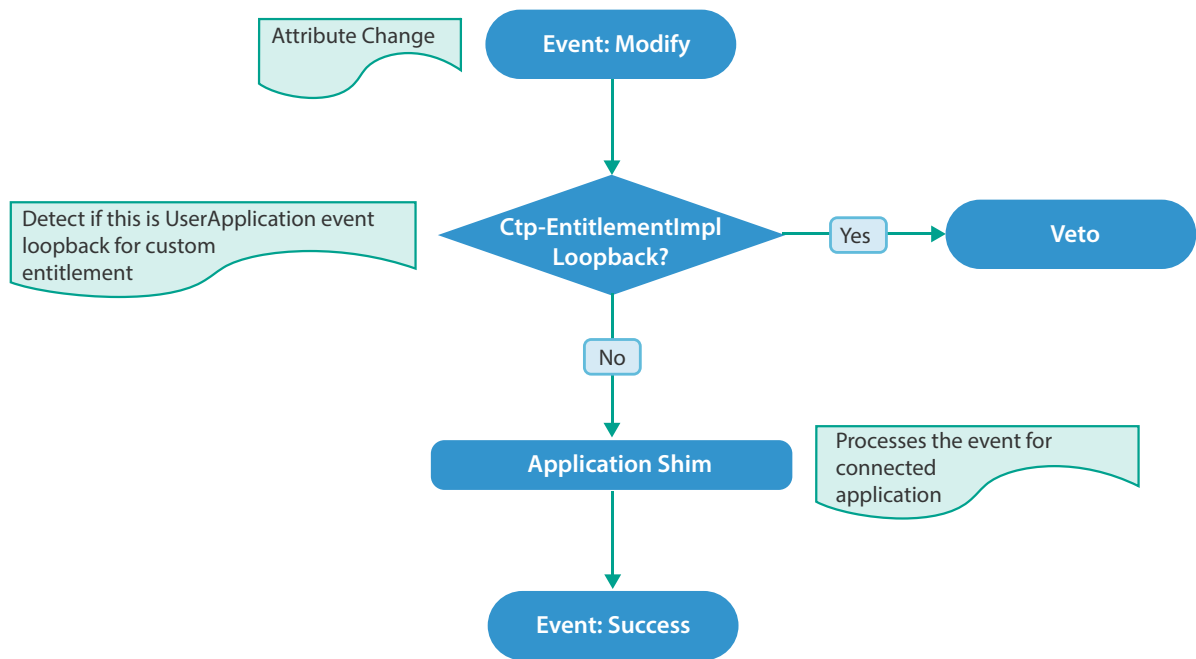 Attribute Change
Event: Modify
Detect if this is UserApplication event
loopback for custom
entitlement
Ctp-EntitlementImpl
Loopback?
Yes
Veto
No
Application Shim
Processes the event for
connected
application
Event: Success